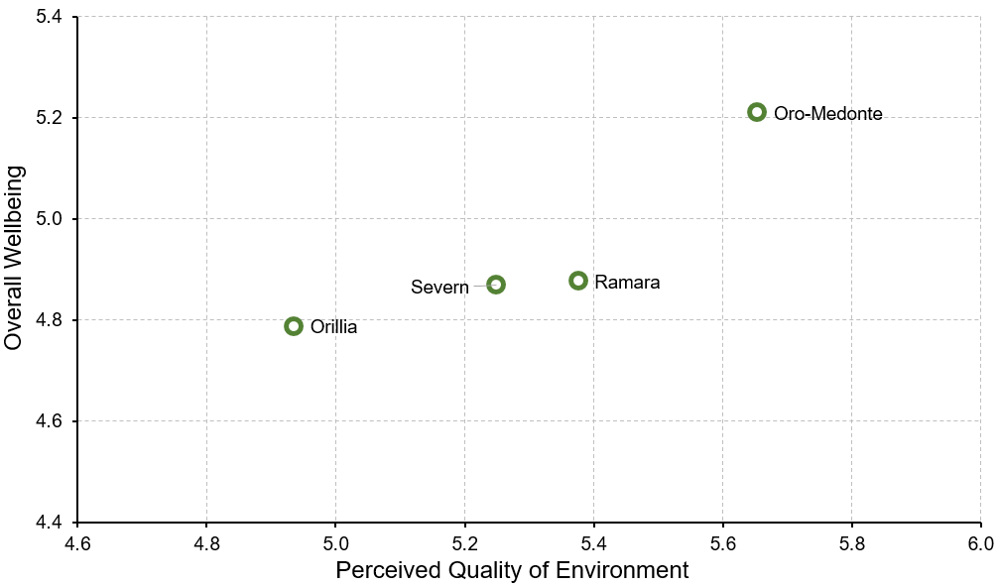 5.4
5.2
Oro-Medonte
5.0
Overall Wellbeing
Severn
Ramara
4.8
Orillia
4.6
4.4
4.6 4.8 5.0 5.2 5.4 5.6 5.8 6.0
Perceived Quality of Environment